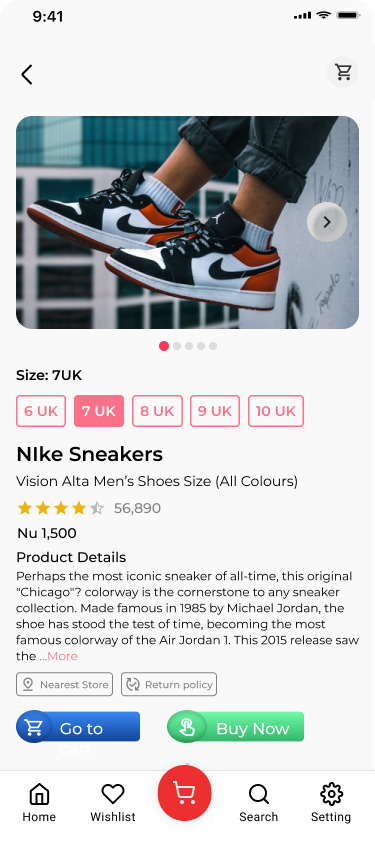 9:41
Size: 7UK
6 UK
7 UK
8 UK
9 UK
10 UK
NIke Sneakers
Vision Alta Men’s Shoes Size (All Colours)
56,890
Nu 1,500
Product Details
Perhaps the most iconic sneaker of all-time, this original
"Chicago"? colorway is the cornerstone to any sneaker
collection. Made famous in 1985 by Michael Jordan, the
shoe has stood the test of time, becoming the most
famous colorway of the Air Jordan 1. This 2015 release saw
the ...More
Nearest Store
Return policy
Go to
cart
Buy Now
Home
Wishlist
Search
Setting